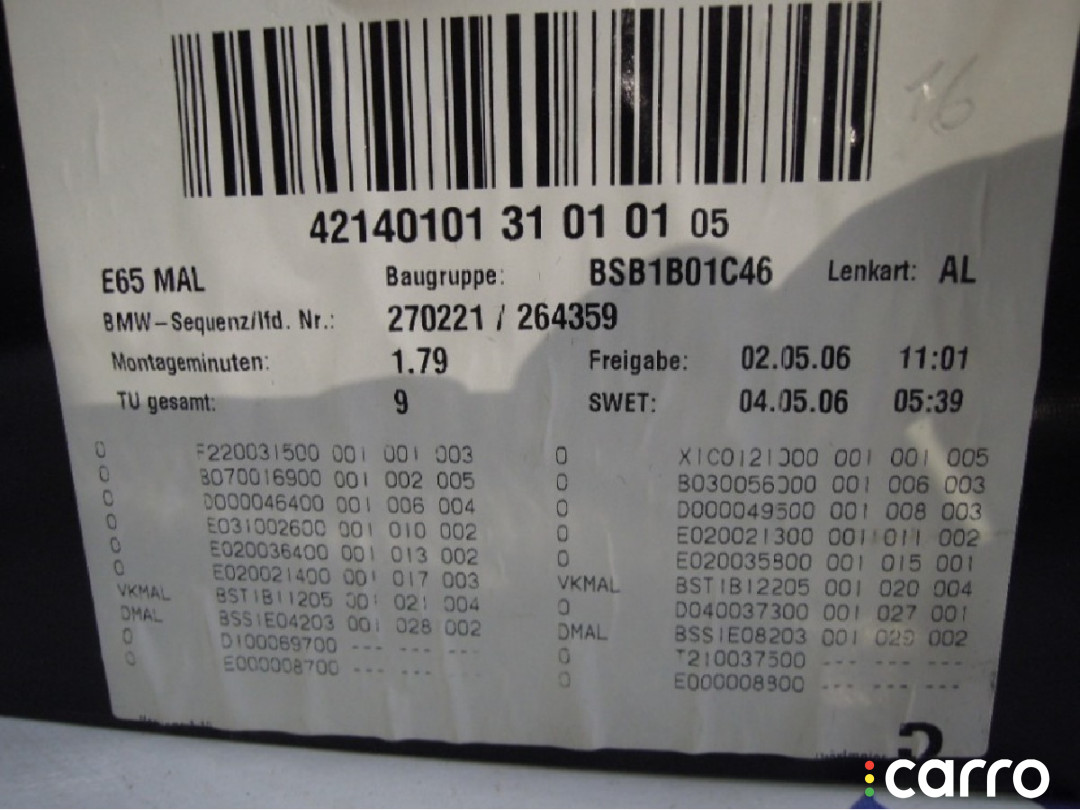 16
42140101 31 01 01 05
E65 MAL Baugruppe: BSB1B01C46 Lenkart: AL
BMW-Sequenz/lfd. Nr.: 270221 / 264359
Montageminuten: 1.79 Freigabe: 02.05.06 11:01
TU gesamt: 9 SWET: 04.05.06 05:39
0 F220031500 001 001 003 0 X1C0121000 001 001 005
0 B070016900 001 002 005 0 B030056000 001 006 003
0 D000046400 001 006 004 0 D000049500 001 008 003
0 E031002600 001 010 002 0 E020021300 001 011 002
0 E020036400 001 013 002 0 E020035800 001 015 001
0 E020021400 001 017 003 VKMAL BST1B12205 001 020 004
VKMAL BST1B11205 001 021 004 0 D040037300 001 027 001
DMAL BSS1E04203 001 028 002 DMAL BSS1E08203 001 029 002
0 D100069700 --- --- --- 0 T210037500 --- --- ---
0 E000008700 --- --- --- 0 E000008900 --- --- ---
carro